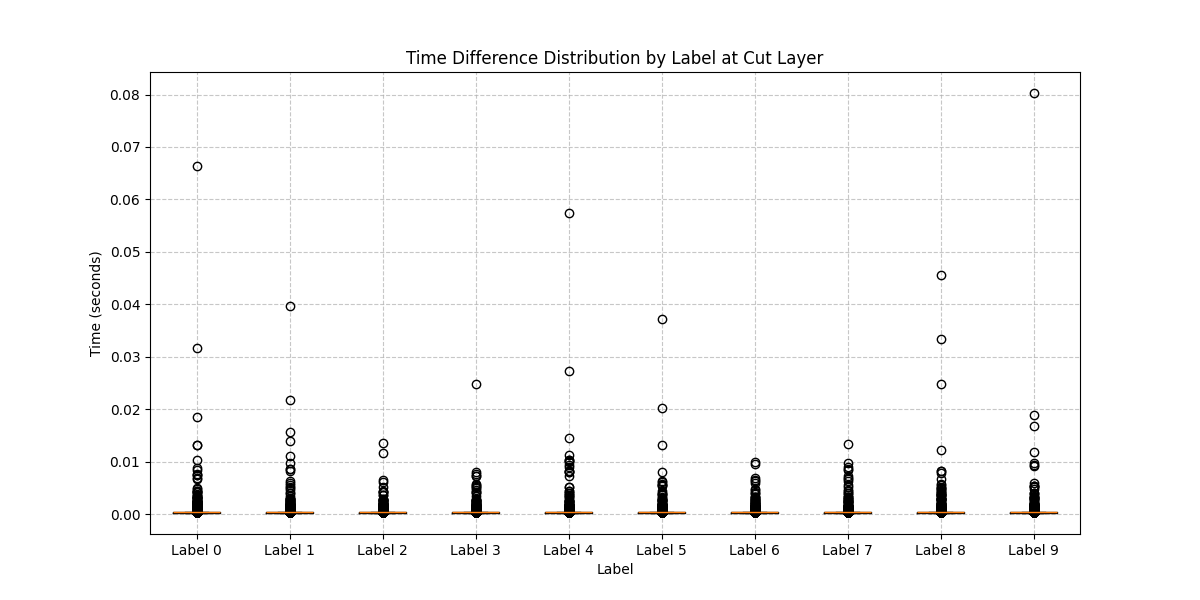 Time Difference Distribution by Label at Cut Layer
Time (seconds)
0.08
0.07
0.06
0.05
0.04
0.03
0.02
0.01
0.00
Label 0 Label 1 Label 2 Label 3 Label 4 Label 5 Label 6 Label 7 Label 8 Label 9
Label